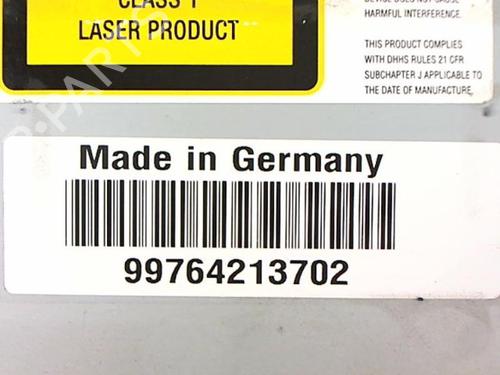 CLASS 1
LASER PRODUCT
HARMFUL INTERFERENCE.
THIS PRODUCT COMPLIES
WITH DHHS RULES 21 CFR
SUBCHAPTER J APPLICABLE TO
THE DATE OF MANUFACTURE.
Made in Germany
99764213702